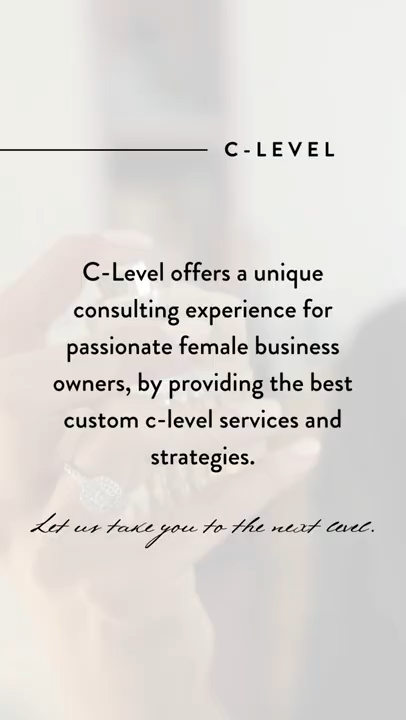 C-LEVEL
C-Level offers a unique
consulting experience for
passionate female business
owners, by providing the best
custom c-level services and
strategies.
Let us take you to the next level.